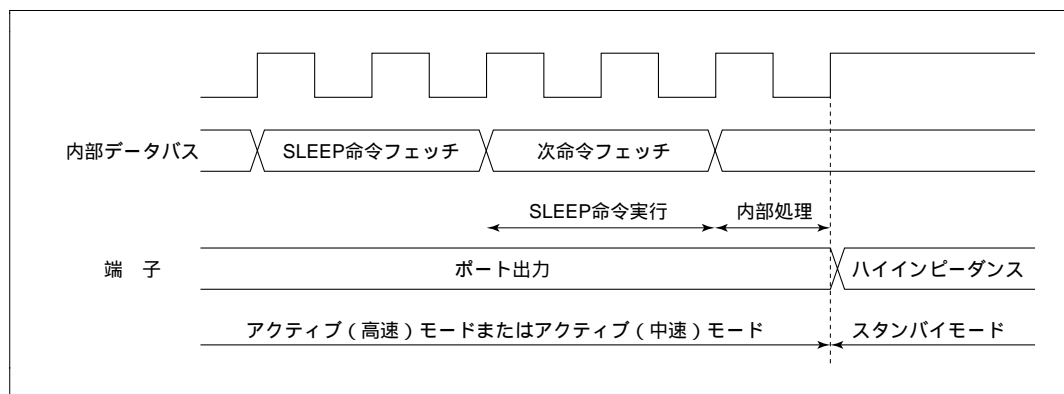 内部データバス SLEEP命令フェッチ 次命令フェッチ
SLEEP命令実行 内部処理
端　子 ポート出力 ハイインピーダンス
アクティブ（高速）モードまたはアクティブ（中速）モード スタンバイモード